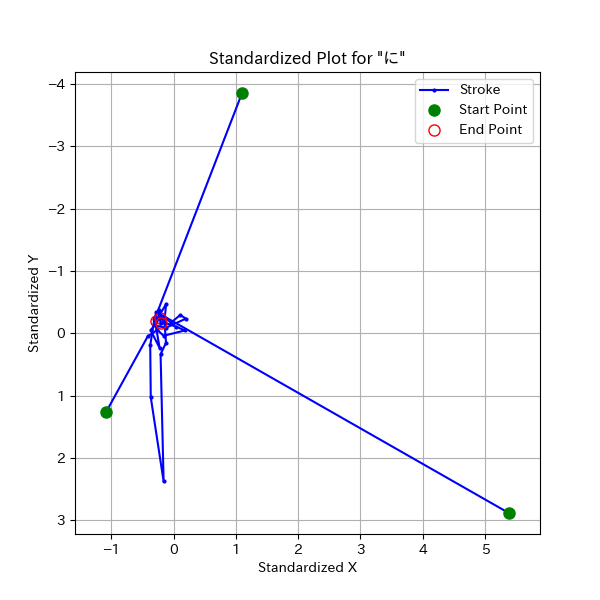 Standardized Plot for "に"
Stroke
Start Point
End Point
−4
−3
−2
−1
0
1
2
3
Standardized Y
−1 0 1 2 3 4 5
Standardized X